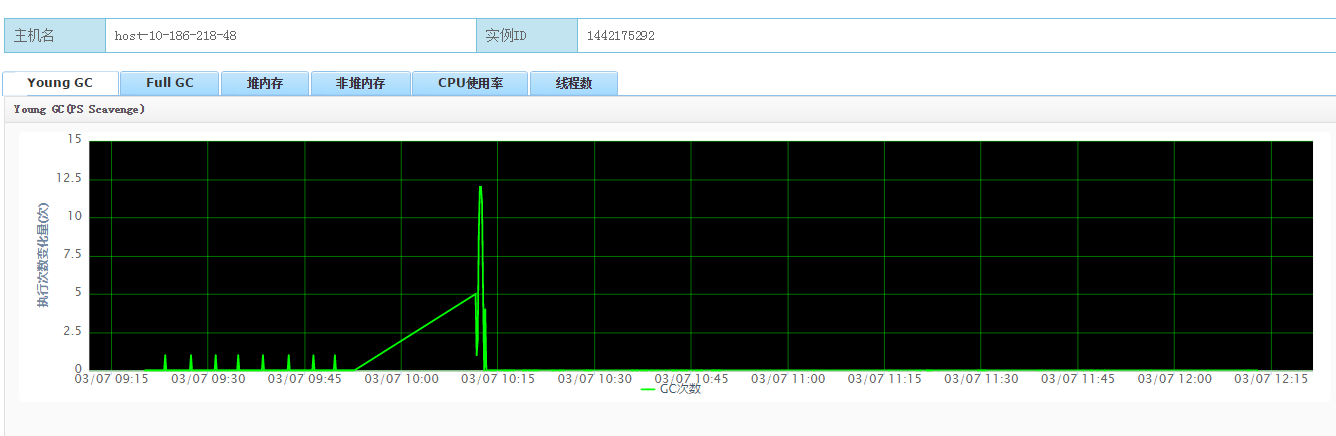 主机名 host-10-186-218-48 实例ID 1442175292
Young GC Full GC 堆内存 非堆内存 CPU使用率 线程数
Young GC(PS Scavenge)
执行次数变化量(次)
15
12.5
10
7.5
5
2.5
0
03/07 09:15 03/07 09:30 03/07 09:45 03/07 10:00 03/07 10:15 03/07 10:30 03/07 10:45 03/07 11:00 03/07 11:15 03/07 11:30 03/07 11:45 03/07 12:00 03/07 12:15
GC次数